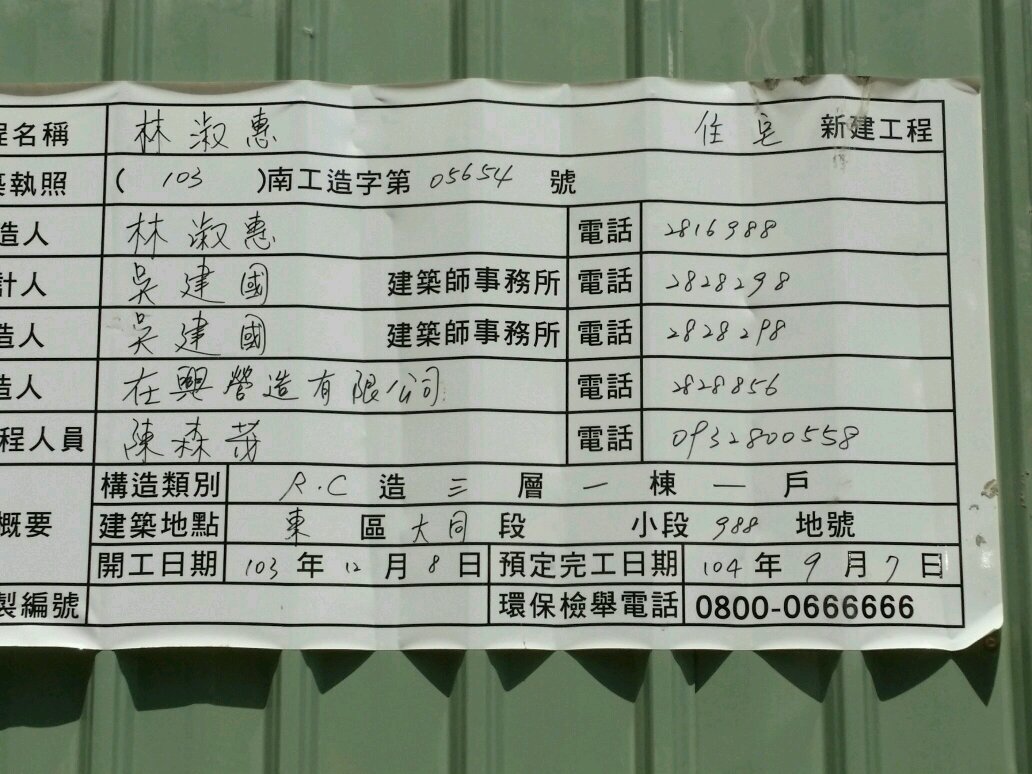 程名稱 林淑惠 住宅 新建工程
築執照 ( 103 )南工造字第 05654 號
造人 林淑惠 電話 2816988
計人 吳建國 建築師事務所 電話 2828298
造人 吳建國 建築師事務所 電話 2828298
造人 在興營造有限公司 電話 2828856
程人員 陳森茂 電話 0932800558
構造類別 R.C 造 三 層 一 棟 一 戶
概要 建築地點 東 區 大同 段 小段 988 地號
開工日期 103 年 12 月 8 日 預定完工日期 104 年 9 月 7 日
製編號 環保檢舉電話 0800-0666666